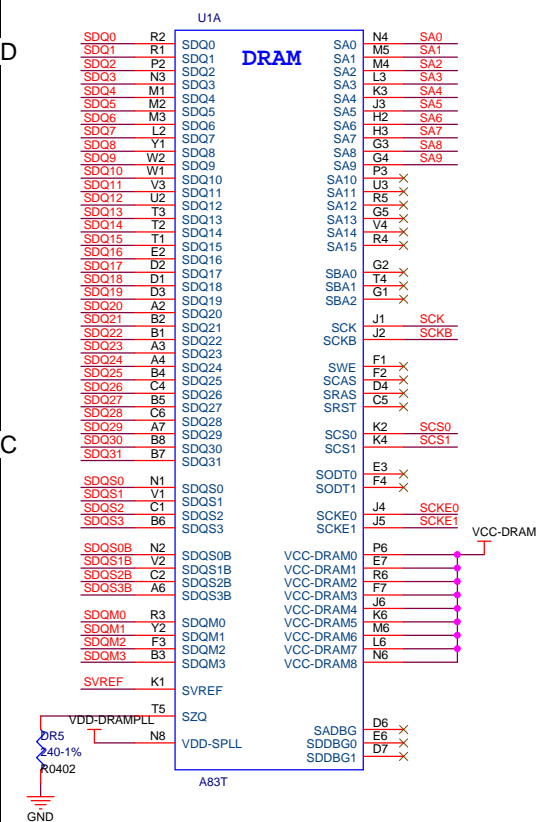 U1A
D
DRAM
SDQ0 R2 SDQ0 SA0 N4 SA0
SDQ1 R1 SDQ1 SA1 M5 SA1
SDQ2 P2 SDQ2 SA2 M4 SA2
SDQ3 N3 SDQ3 SA3 L3 SA3
SDQ4 M1 SDQ4 SA4 K3 SA4
SDQ5 M2 SDQ5 SA5 J3 SA5
SDQ6 M3 SDQ6 SA6 H2 SA6
SDQ7 L2 SDQ7 SA7 H3 SA7
SDQ8 Y1 SDQ8 SA8 G3 SA8
SDQ9 W2 SDQ9 SA9 G4 SA9
SDQ10 W1 SDQ10 SA10 P3
SDQ11 V3 SDQ11 SA11 U3
SDQ12 U2 SDQ12 SA12 R5
SDQ13 T3 SDQ13 SA13 G5
SDQ14 T2 SDQ14 SA14 V4
SDQ15 T1 SDQ15 SA15 R4
SDQ16 E2 SDQ16
SDQ17 D2 SDQ17 SBA0 G2
SDQ18 D1 SDQ18 SBA1 T4
SDQ19 D3 SDQ19 SBA2 G1
SDQ20 A2 SDQ20
SDQ21 B2 SDQ21 SCK J1 SCK
SDQ22 B1 SDQ22 SCKB J2 SCKB
SDQ23 A3 SDQ23
SDQ24 A4 SDQ24 SWE F1
SDQ25 B4 SDQ25 SCAS F2
SDQ26 C4 SDQ26 SRAS D4
SDQ27 B5 SDQ27 SRST C5
SDQ28 C6 SDQ28
SDQ29 A7 SDQ29 SCS0 K2 SCS0
SDQ30 B8 SDQ30 SCS1 K4 SCS1
SDQ31 B7 SDQ31
C
SODT0 E3
SODT1 F4
SDQS0 N1 SDQS0
SDQS1 V1 SDQS1
SDQS2 C1 SDQS2 SCKE0 J4 SCKE0
SDQS3 B6 SDQS3 SCKE1 J5 SCKE1
VCC-DRAM
SDQS0B N2 SDQS0B VCC-DRAM0 P6
SDQS1B V2 SDQS1B VCC-DRAM1 E7
SDQS2B C2 SDQS2B VCC-DRAM2 R6
SDQS3B A6 SDQS3B VCC-DRAM3 F7
VCC-DRAM4 J6
SDQM0 R3 SDQM0 VCC-DRAM5 K6
SDQM1 Y2 SDQM1 VCC-DRAM6 M6
SDQM2 F3 SDQM2 VCC-DRAM7 L6
SDQM3 B3 SDQM3 VCC-DRAM8 N6
SVREF K1 SVREF
T5 SZQ
VDD-DRAMPLL
SADBG D6
DR5 N8 VDD-SPLL SDDBG0 E6
240-1% SDDBG1 D7
R0402
A83T
GND